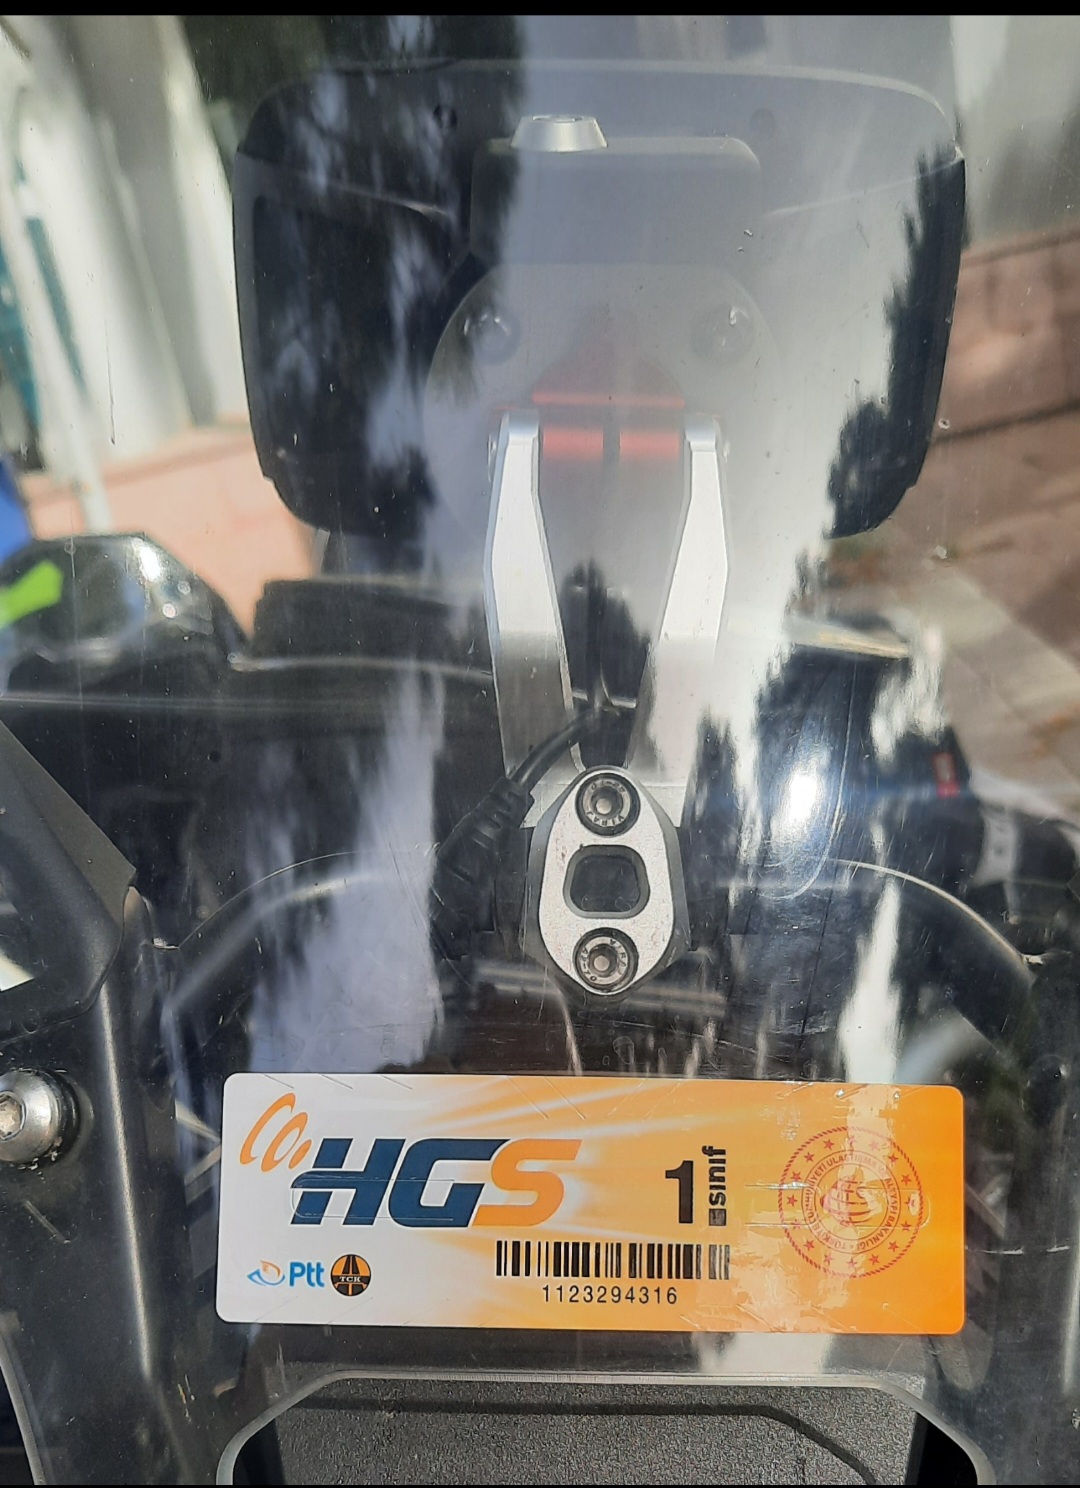 HGS
1. sınıf
Ptt
TCK
1123294316